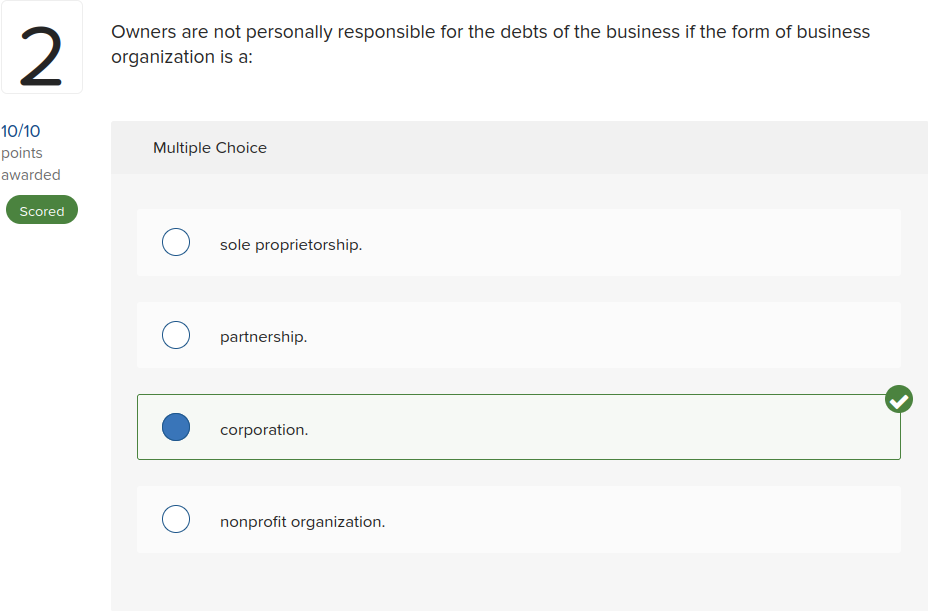 2
Owners are not personally responsible for the debts of the business if the form of business
organization is a:
10/10
points
awarded
Scored
Multiple Choice
sole proprietorship.
partnership.
corporation.
nonprofit organization.